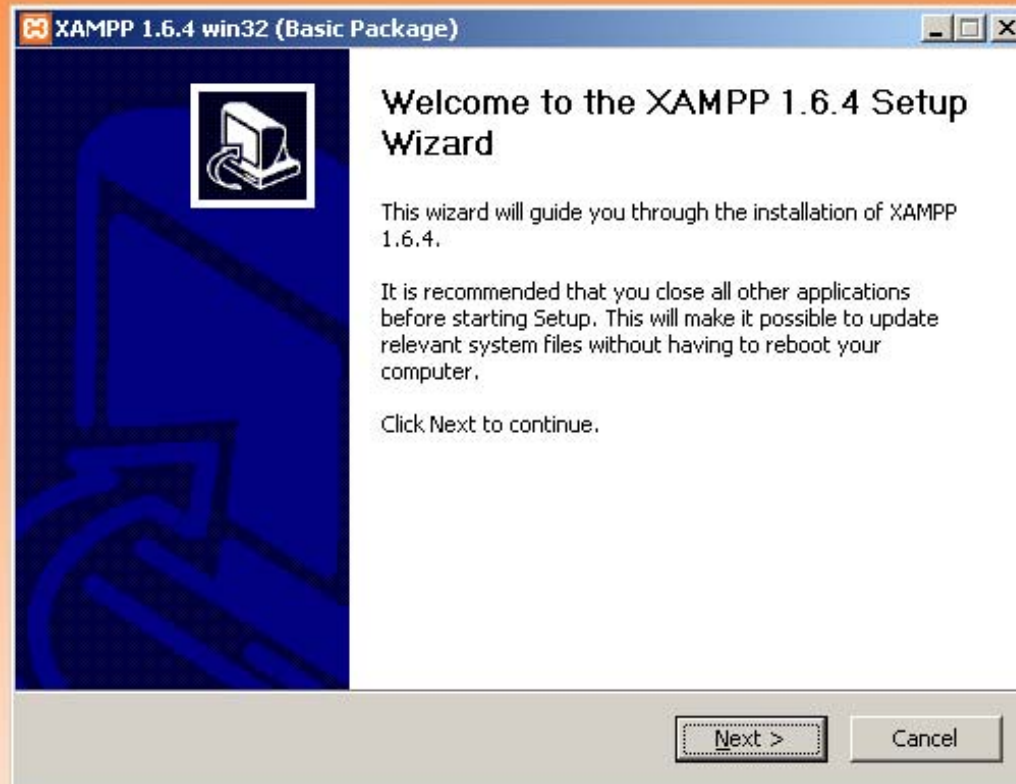 XAMPP 1.6.4 win32 (Basic Package)
Welcome to the XAMPP 1.6.4 Setup
Wizard
This wizard will guide you through the installation of XAMPP
1.6.4.
It is recommended that you close all other applications
before starting Setup. This will make it possible to update
relevant system files without having to reboot your
computer.
Click Next to continue.
Next >
Cancel